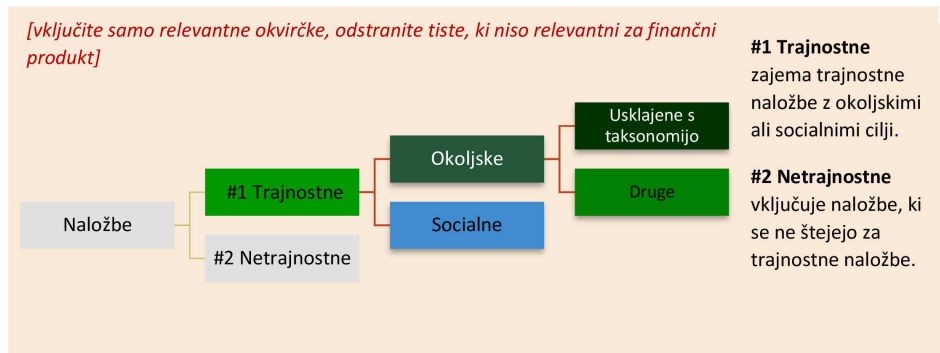 [vključite samo relevantne okvirčke, odstranite tiste, ki niso relevantni za finančni
produkt]
Naložbe
#1 Trajnostne
#2 Netrajnostne
Okoljske
Socialne
Usklajene s
taksonomijo
Druge
#1 Trajnostne
zajema trajnostne
naložbe z okoljskimi
ali socialnimi cilji.
#2 Netrajnostne
vključuje naložbe, ki
se ne štejejo za
trajnostne naložbe.